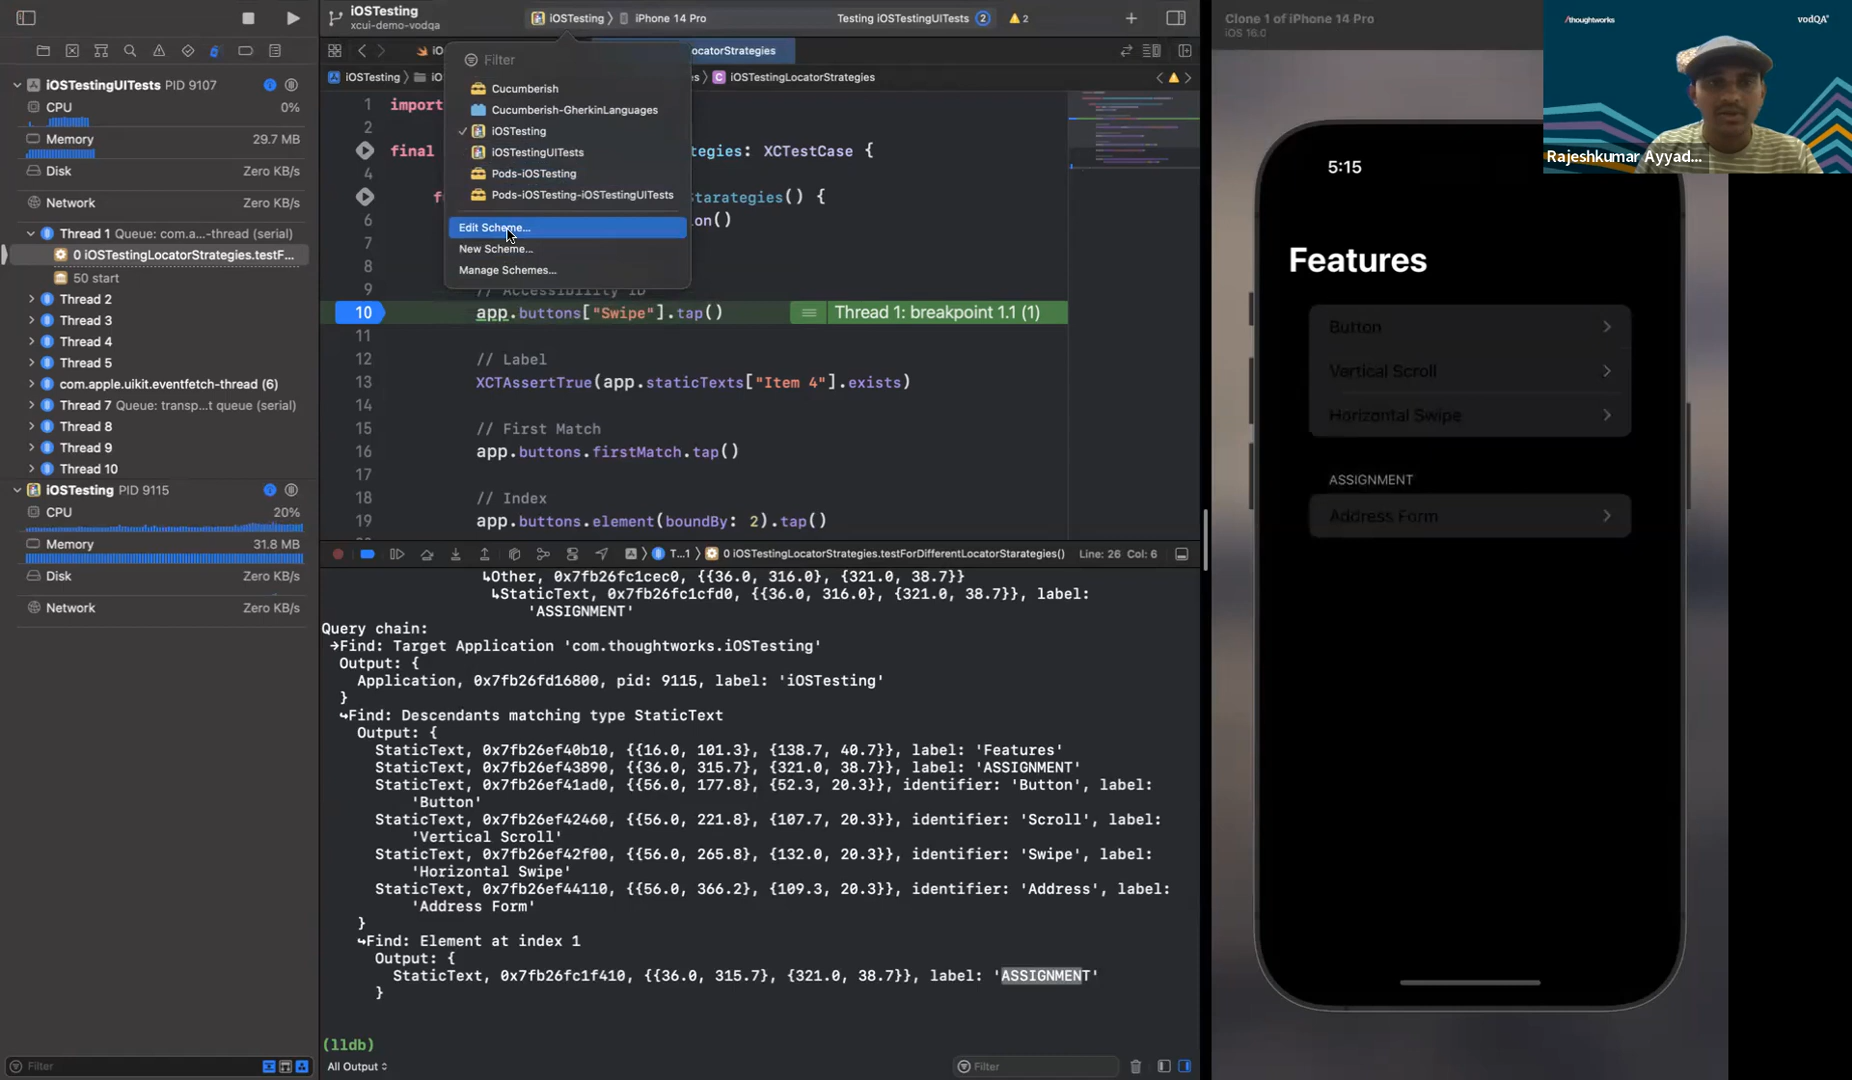 iOSTesting
xcui-demo-vodqa
iOSTesting
iPhone 14 Pro
Testing iOSTestingUITests
2
2
iO
ocatorStrategies
iOSTesting
iOS
es
C
iOSTestingLocatorStrategies
Filter
Cucumberish
Cucumberish-GherkinLanguages
iOSTesting
iOSTestingUITests
Pods-iOSTesting
Pods-iOSTesting-iOSTestingUITests
Edit Scheme...
New Scheme...
Manage Schemes...
iOSTestingUITests PID 9107
CPU 0%
Memory 29.7 MB
Disk Zero KB/s
Network Zero KB/s
Thread 1 Queue: com.a...-thread (serial)
0 iOSTestingLocatorStrategies.testF...
50 start
Thread 2
Thread 3
Thread 4
Thread 5
com.apple.uikit.eventfetch-thread (6)
Thread 7 Queue: transp...t queue (serial)
Thread 8
Thread 9
Thread 10
iOSTesting PID 9115
CPU 20%
Memory 31.8 MB
Disk Zero KB/s
Network Zero KB/s
Filter
1 import
2
final tegies: XCTestCase {
4
fu Starategies() {
6 on()
7
8
9 // Accessibility ID
10 app.buttons["Swipe"].tap() Thread 1: breakpoint 1.1 (1)
11
12 // Label
13 XCTAssertTrue(app.staticTexts["Item 4"].exists)
14
15 // First Match
16 app.buttons.firstMatch.tap()
17
18 // Index
19 app.buttons.element(boundBy: 2).tap()
T...1 0 iOSTestingLocatorStrategies.testForDifferentLocatorStarategies() Line: 26 Col: 6
↳Other, 0x7fb26fc1cec0, {{36.0, 316.0}, {321.0, 38.7}}
↳StaticText, 0x7fb26fc1cfd0, {{36.0, 316.0}, {321.0, 38.7}}, label:
'ASSIGNMENT'
Query chain:
→Find: Target Application 'com.thoughtworks.iOSTesting'
Output: {
Application, 0x7fb26fd16800, pid: 9115, label: 'iOSTesting'
}
↳Find: Descendants matching type StaticText
Output: {
StaticText, 0x7fb26ef40b10, {{16.0, 101.3}, {138.7, 40.7}}, label: 'Features'
StaticText, 0x7fb26ef43890, {{36.0, 315.7}, {321.0, 38.7}}, label: 'ASSIGNMENT'
StaticText, 0x7fb26ef41ad0, {{56.0, 177.8}, {52.3, 20.3}}, identifier: 'Button', label:
'Button'
StaticText, 0x7fb26ef42460, {{56.0, 221.8}, {107.7, 20.3}}, identifier: 'Scroll', label:
'Vertical Scroll'
StaticText, 0x7fb26ef42f00, {{56.0, 265.8}, {132.0, 20.3}}, identifier: 'Swipe', label:
'Horizontal Swipe'
StaticText, 0x7fb26ef44110, {{56.0, 366.2}, {109.3, 20.3}}, identifier: 'Address', label:
'Address Form'
}
↳Find: Element at index 1
Output: {
StaticText, 0x7fb26fc1f410, {{36.0, 315.7}, {321.0, 38.7}}, label: 'ASSIGNMENT'
}
(lldb)
All Output
Filter
Clone 1 of iPhone 14 Pro
iOS 16.0
5:15
Features
Button
Vertical Scroll
Horizontal Swipe
ASSIGNMENT
Address Form
/thoughtworks
vodQA
Rajeshkumar Ayyad...